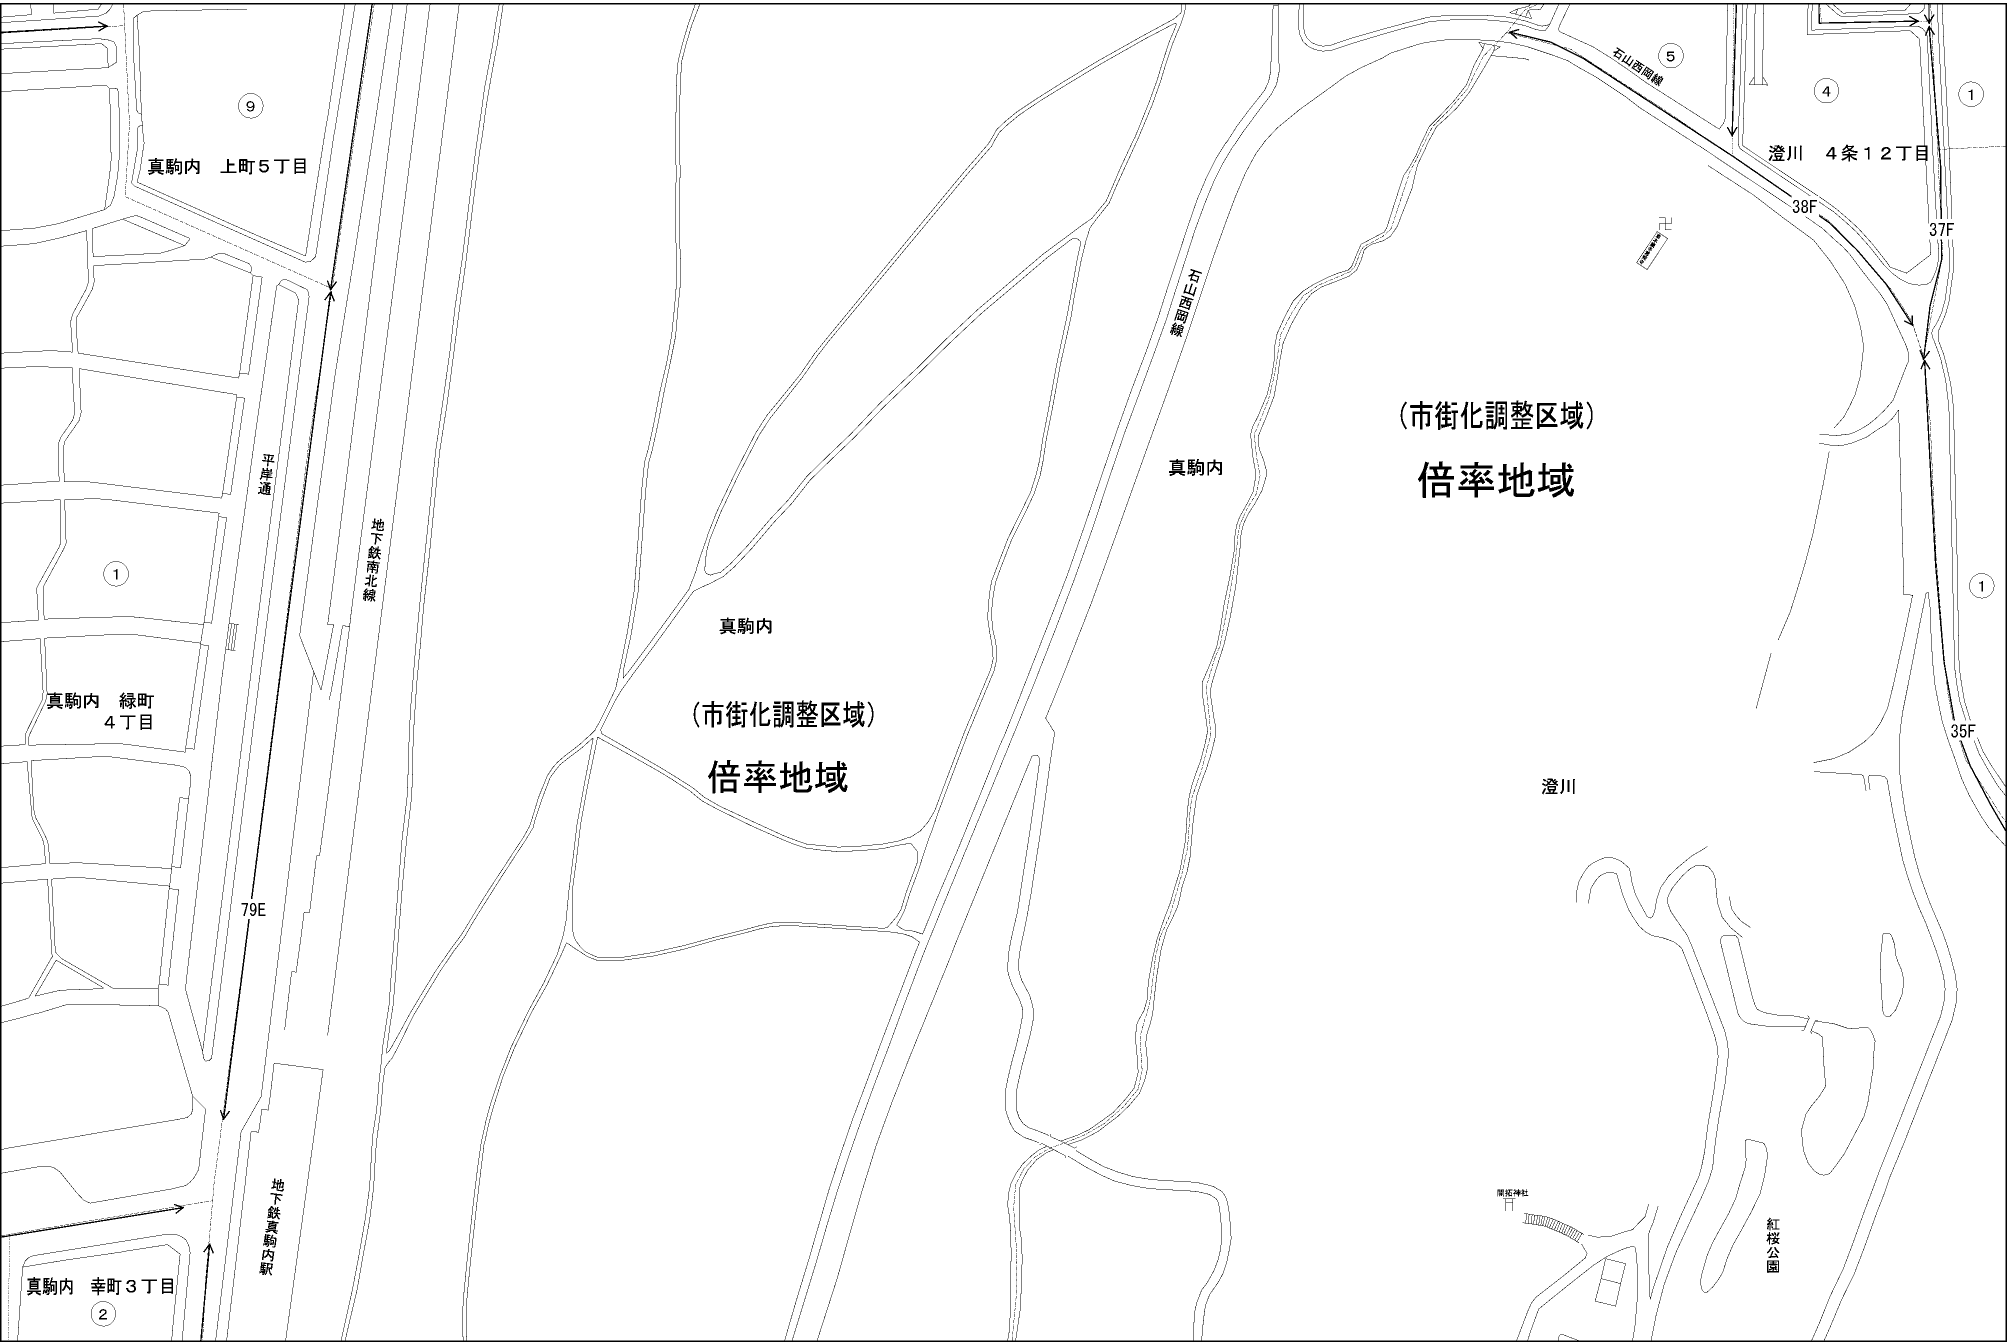 ⑨
真駒内　上町５丁目
石山西岡線
⑤
④
①
澄川　４条１２丁目
38F
37F
石山西岡線
（市街化調整区域）
倍率地域
真駒内
平岸通
地下鉄南北線
①
①
真駒内
真駒内　緑町
４丁目
（市街化調整区域）
倍率地域
35F
澄川
79E
地下鉄真駒内駅
開拓神社
紅桜公園
真駒内　幸町３丁目
②